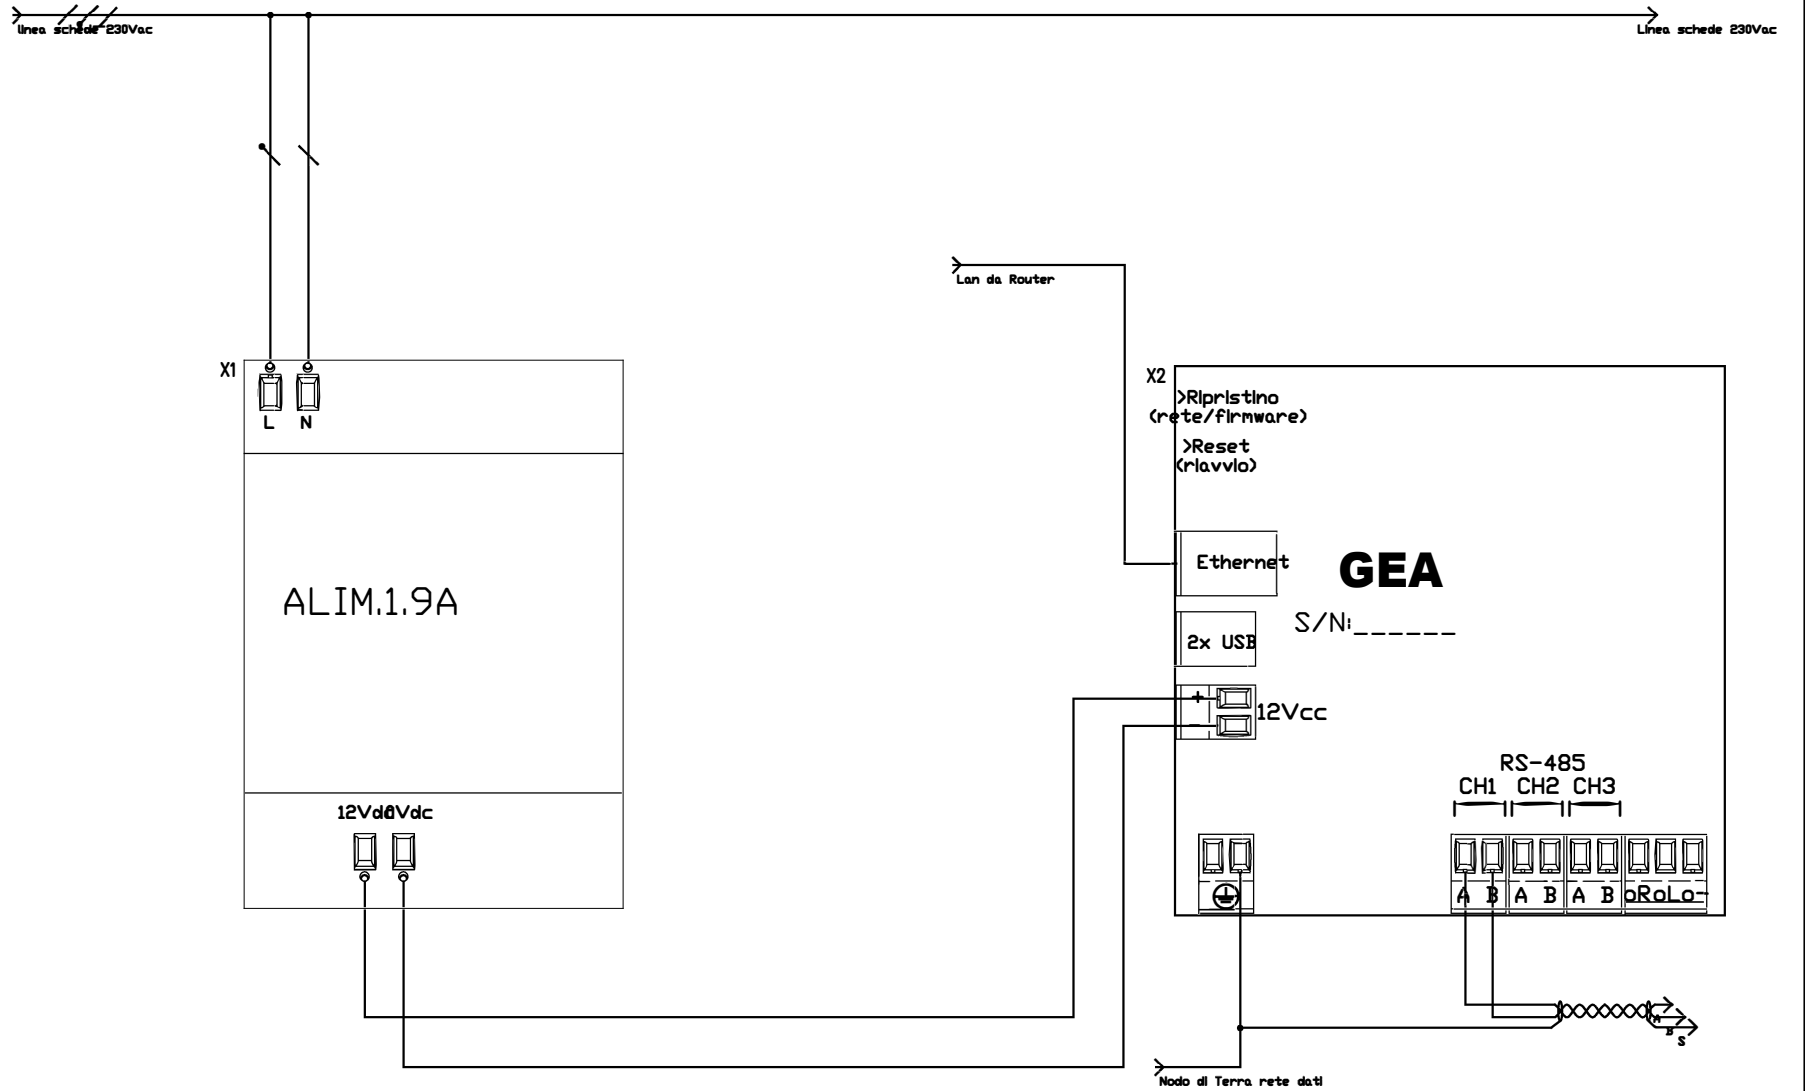 linea schede 230Vac
Linea schede 230Vac
Lan da Router
X1
L N
ALIM.1.9A
12Vdc 0Vdc
X2
>Ripristino
(rete/firmware)
>Reset
(riavvio)
Ethernet
GEA
S/N:______
2x USB
+
-
12Vcc
RS-485
CH1 CH2 CH3
A B A B A B oRoLo-
A
B
S
Nodo di Terra rete dati